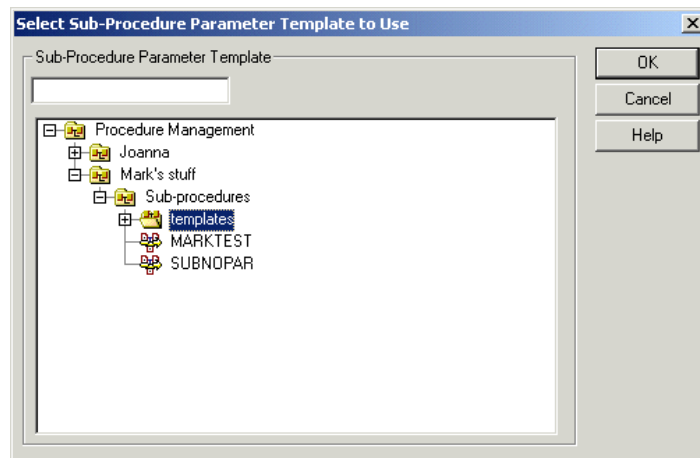 Select Sub-Procedure Parameter Template to Use
Sub-Procedure Parameter Template
OK
Cancel
Help
Procedure Management
Joanna
Mark's stuff
Sub-procedures
templates
MARKTEST
SUBNOPAR